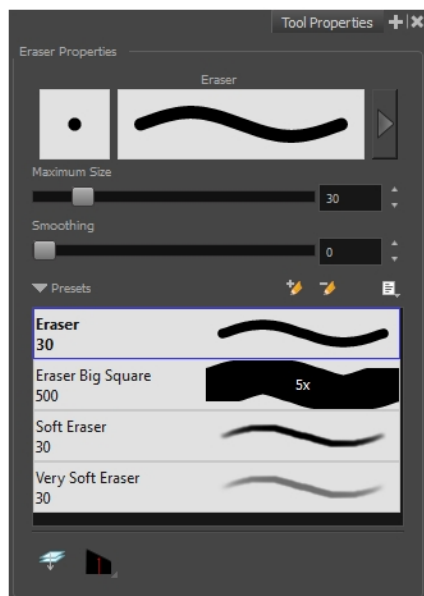 Tool Properties
Eraser Properties
Eraser
Maximum Size
30
Smoothing
0
Presets
Eraser
30
Eraser Big Square
500
5x
Soft Eraser
30
Very Soft Eraser
30